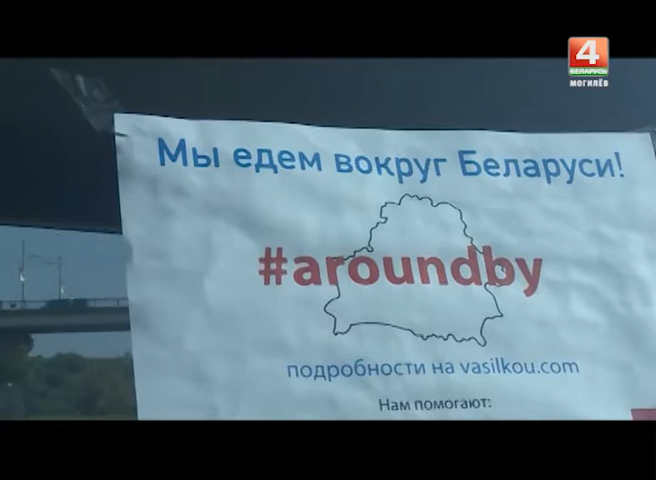 4
БЕЛАРУСЬ
МОГИЛЁВ
Мы едем вокруг Беларуси!
#aroundby
подробности на vasilkou.com
Нам помогают: